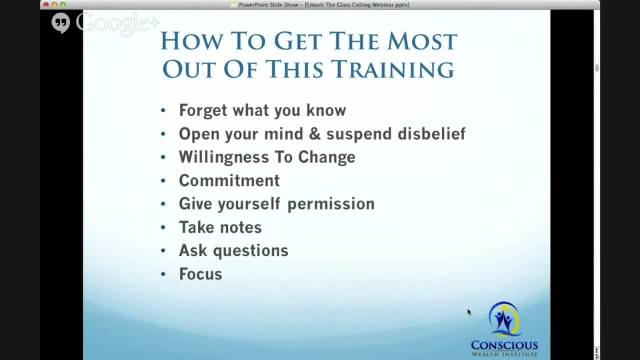 PowerPoint Slide Show - [Smash The Glass Ceiling Webinar.pptx]
Google+
HOW TO GET THE MOST
OUT OF THIS TRAINING
• Forget what you know
• Open your mind & suspend disbelief
• Willingness To Change
• Commitment
• Give yourself permission
• Take notes
• Ask questions
• Focus
CONSCIOUS
WEALTH INSTITUTE